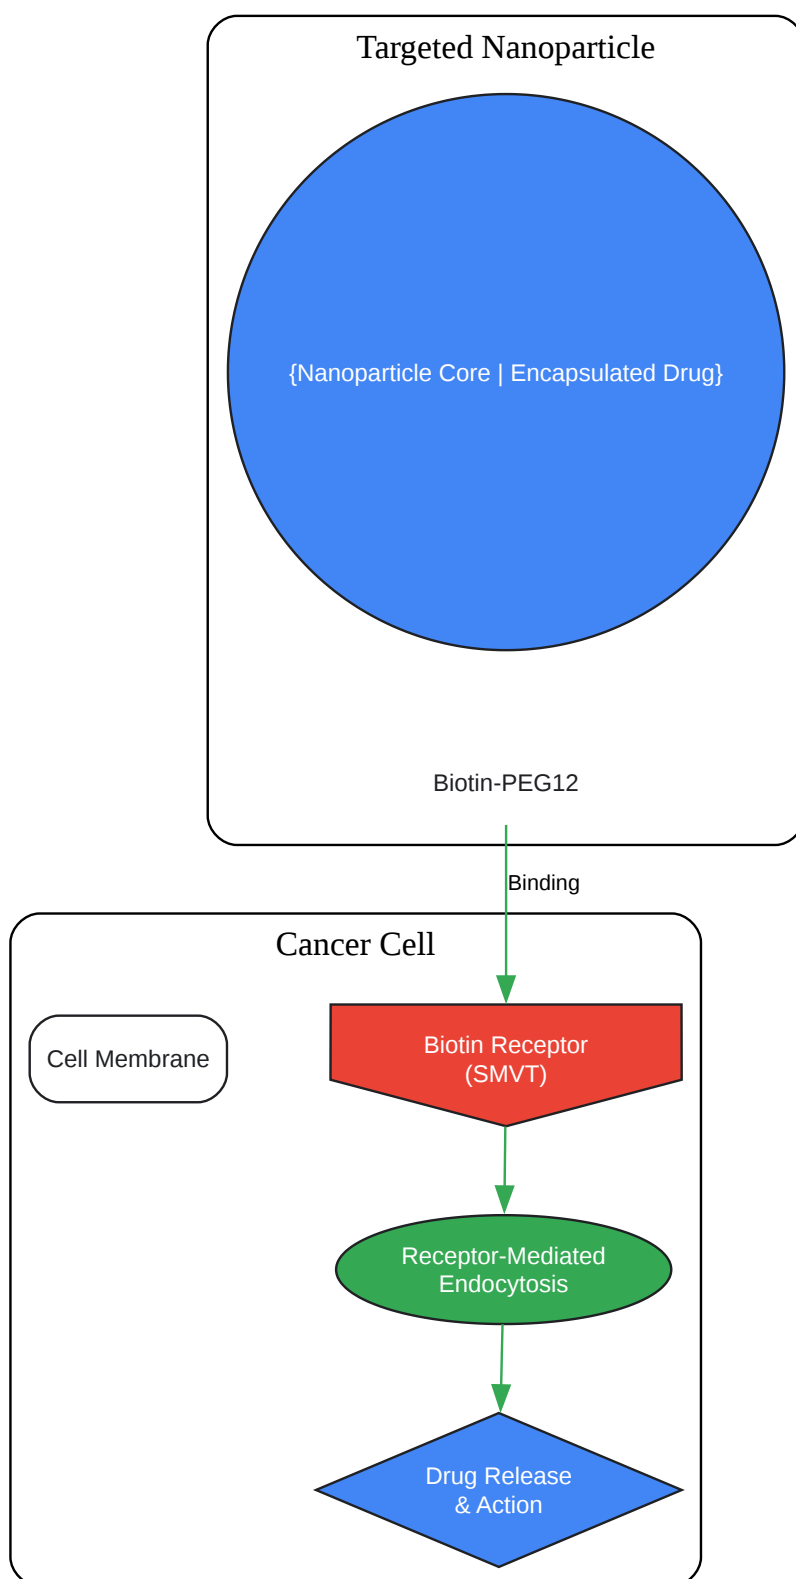 Targeted Nanoparticle
{Nanoparticle Core | Encapsulated Drug}
Biotin-PEG12
Binding
Cancer Cell
Cell Membrane
Biotin Receptor
(SMVT)
Receptor-Mediated
Endocytosis
Drug Release
& Action